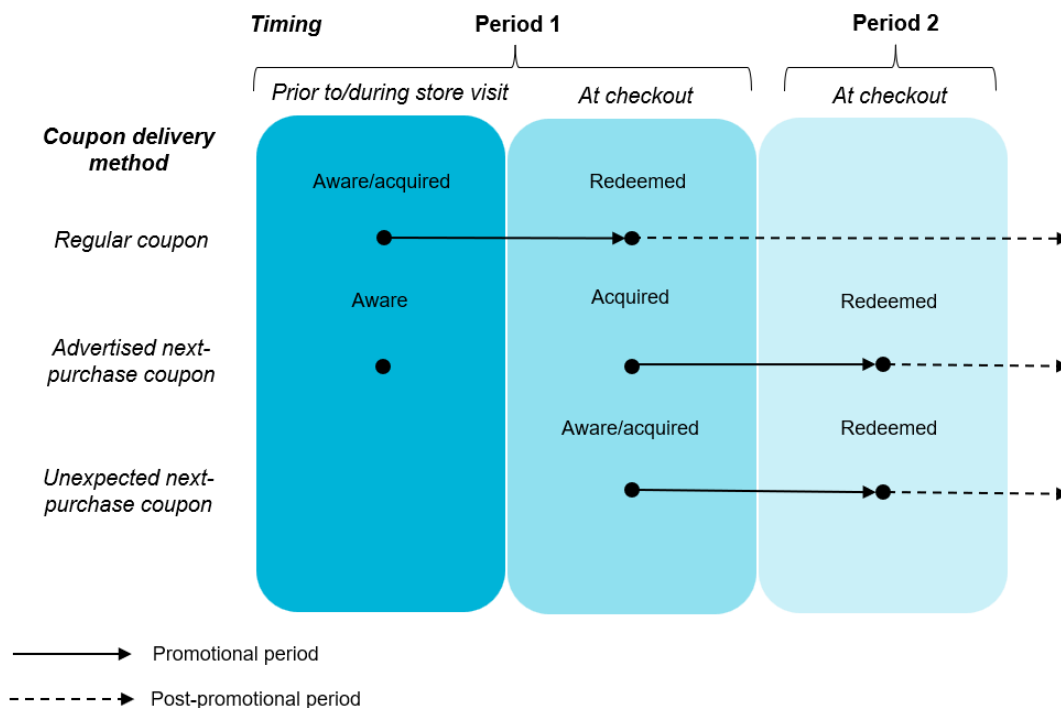 Timing
Period 1
Period 2
Prior to/during store visit
At checkout
At checkout
Coupon delivery
method
Aware/acquired
Redeemed
Regular coupon
Aware
Acquired
Redeemed
Advertised next-
purchase coupon
Aware/acquired
Redeemed
Unexpected next-
purchase coupon
Promotional period
Post-promotional period